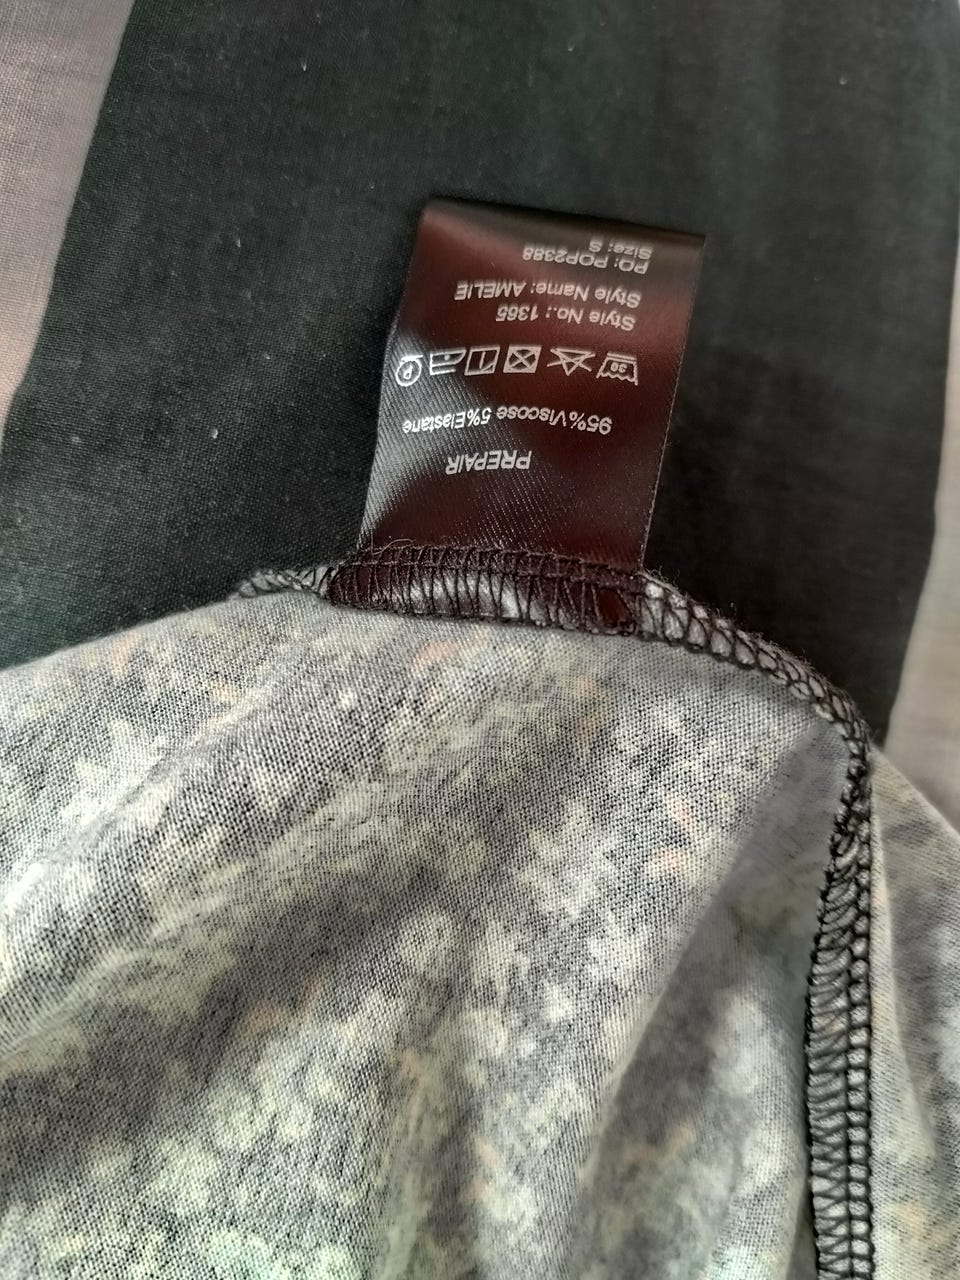 PREPAIR
95%Viscose 5%Elastane
30 P
Style No.: 1365
Style Name: AMELIE
PO: POP2388
Size: S